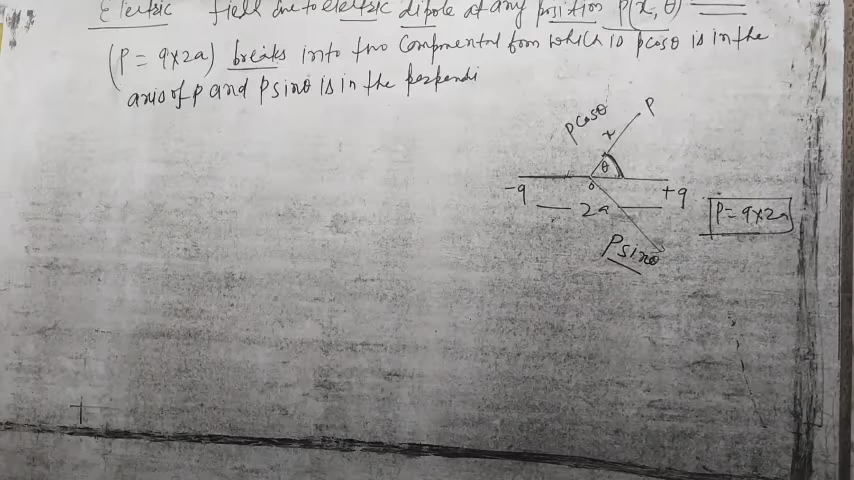 Electric field due to electric dipole at any position P(x, θ)
(P = q×2a) breaks into two Componental from which is pcosθ is in the
axis of p and psinθ is in the perpendi
pcosθ
P
x
θ
o
-q
+q
2a
P = q×2a
Psinθ